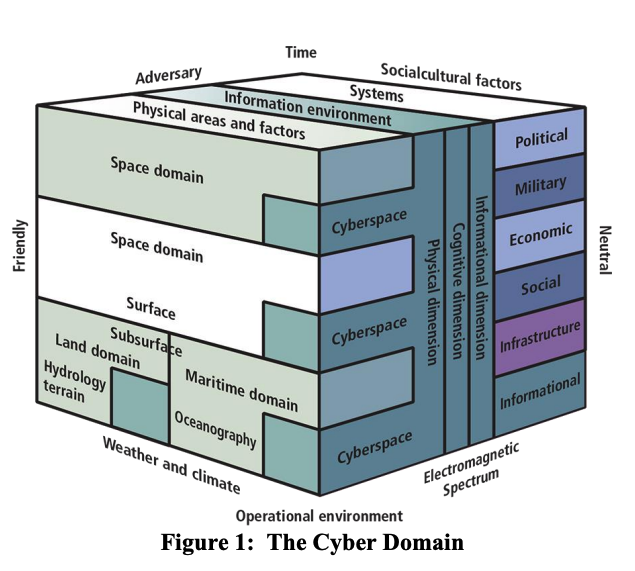 Time
Adversary
Socialcultural factors
Systems
Information environment
Physical areas and factors
Space domain
Space domain
Surface
Subsurface
Land domain
Hydrology
terrain
Maritime domain
Oceanography
Cyberspace
Cyberspace
Cyberspace
Physical dimension
Cognitive dimension
Informational dimension
Political
Military
Economic
Social
Infrastructure
Informational
Friendly
Neutral
Weather and climate
Electromagnetic
Spectrum
Operational environment
Figure 1: The Cyber Domain